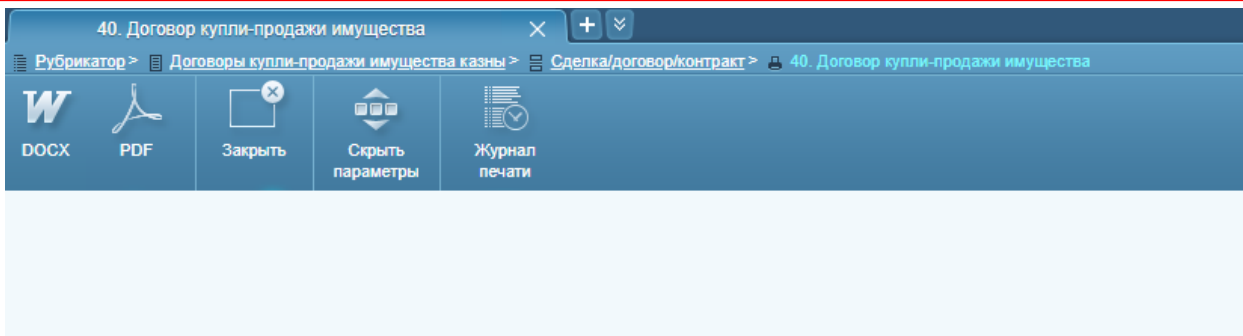 40. Договор купли-продажи имущества
Рубрикатор > Договоры купли-продажи имущества казны > Сделка/договор/контракт > 40. Договор купли-продажи имущества
W
DOCX PDF Закрыть Скрыть параметры Журнал печати